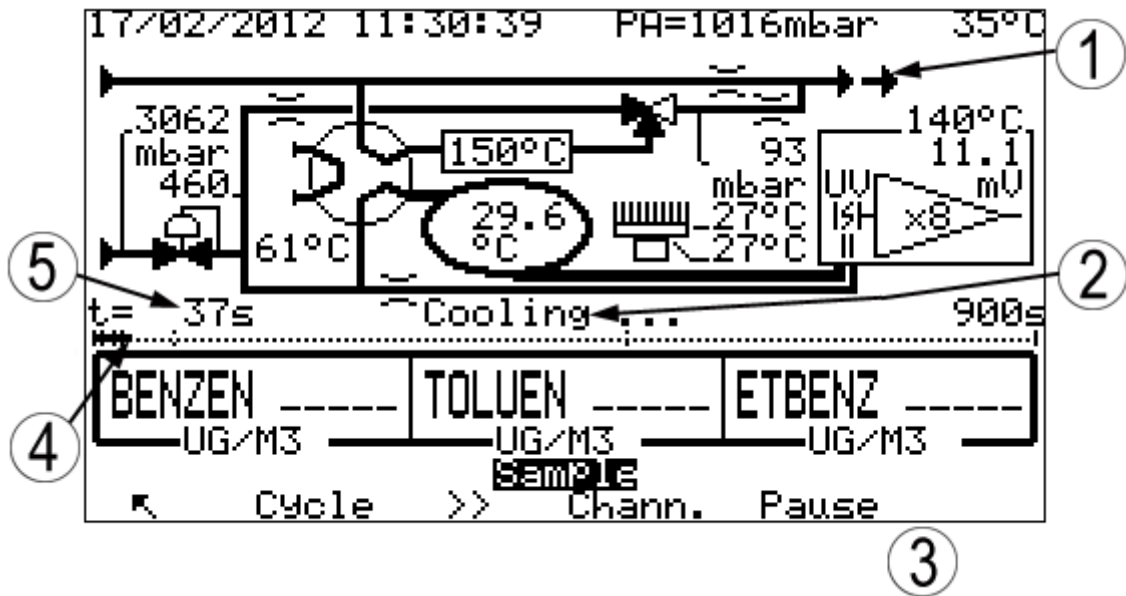 17/02/2012 11:30:39 PA=1016mbar 35°C
1
3062 140°C
mbar 150°C 93 11.1
460 mbar UV mV
29.6 -27°C x8
61°C °C -27°C
5 2
t= 37s Cooling... 900s
BENZEN ----- TOLUEN ----- ETBENZ -----
4 UG/M3 UG/M3 UG/M3
Sample
Cycle >> Chann. Pause
3